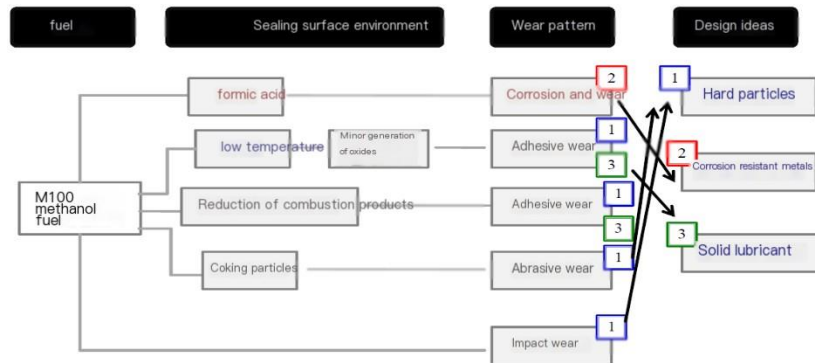 fuel
Sealing surface environment
Wear pattern
Design ideas
2
1
formic acid
Corrosion and wear
Hard particles
1
low temperature
Minor generation
of oxides
Adhesive wear
2
3
Corrosion resistant metals
M100
methanol
fuel
Reduction of combustion products
Adhesive wear
1
3
3
Solid lubricant
Coking particles
Abrasive wear
1
1
Impact wear